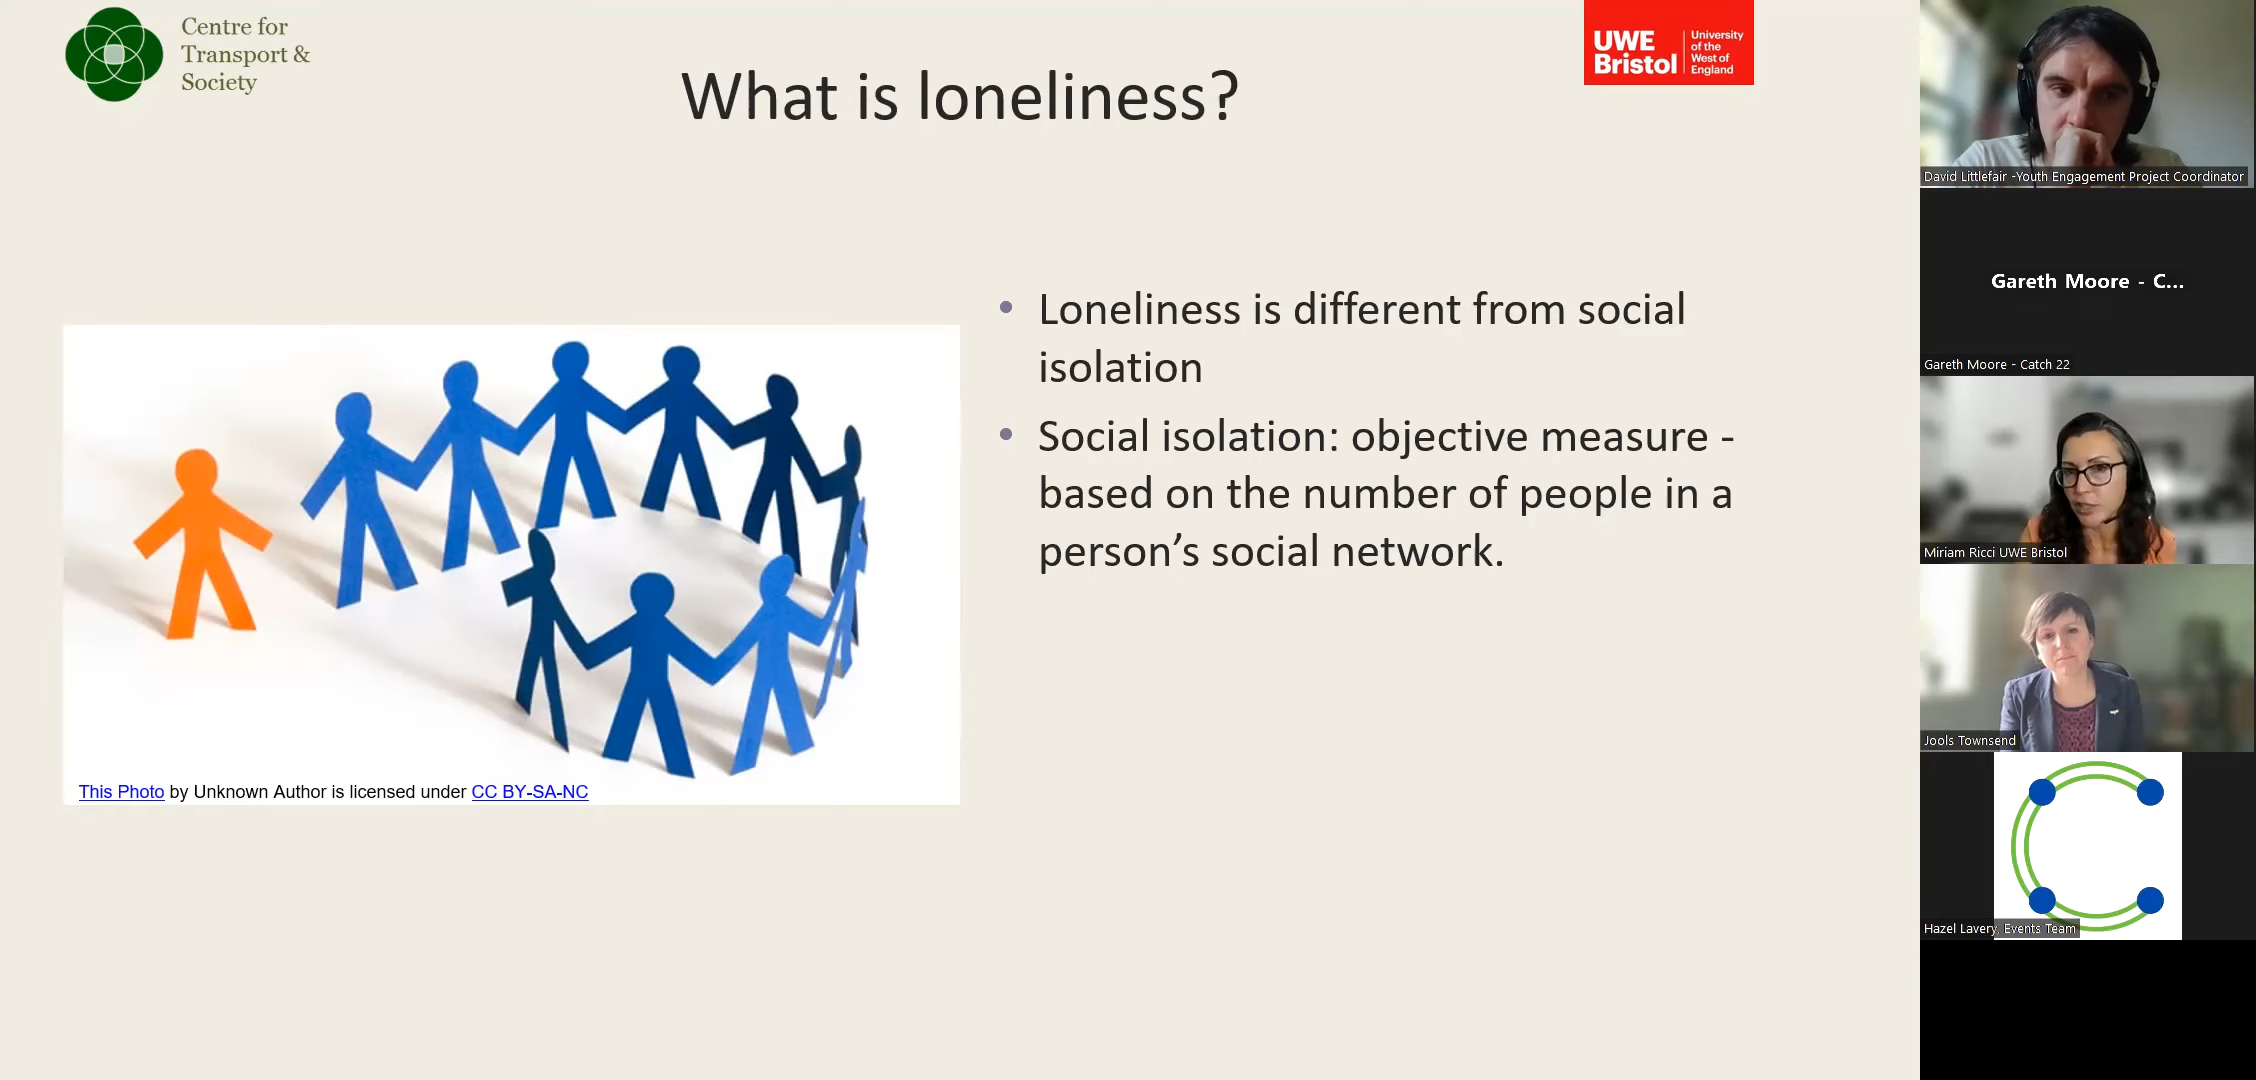 Centre for
Transport &
Society
UWE
Bristol
University
of the
West of
England
What is loneliness?
• Loneliness is different from social
isolation
• Social isolation: objective measure -
based on the number of people in a
person’s social network.
This Photo by Unknown Author is licensed under CC BY-SA-NC
David Littlefair -Youth Engagement Project Coordinator
Gareth Moore - C...
Gareth Moore - Catch 22
Miriam Ricci UWE Bristol
Jools Townsend
Hazel Lavery, Events Team